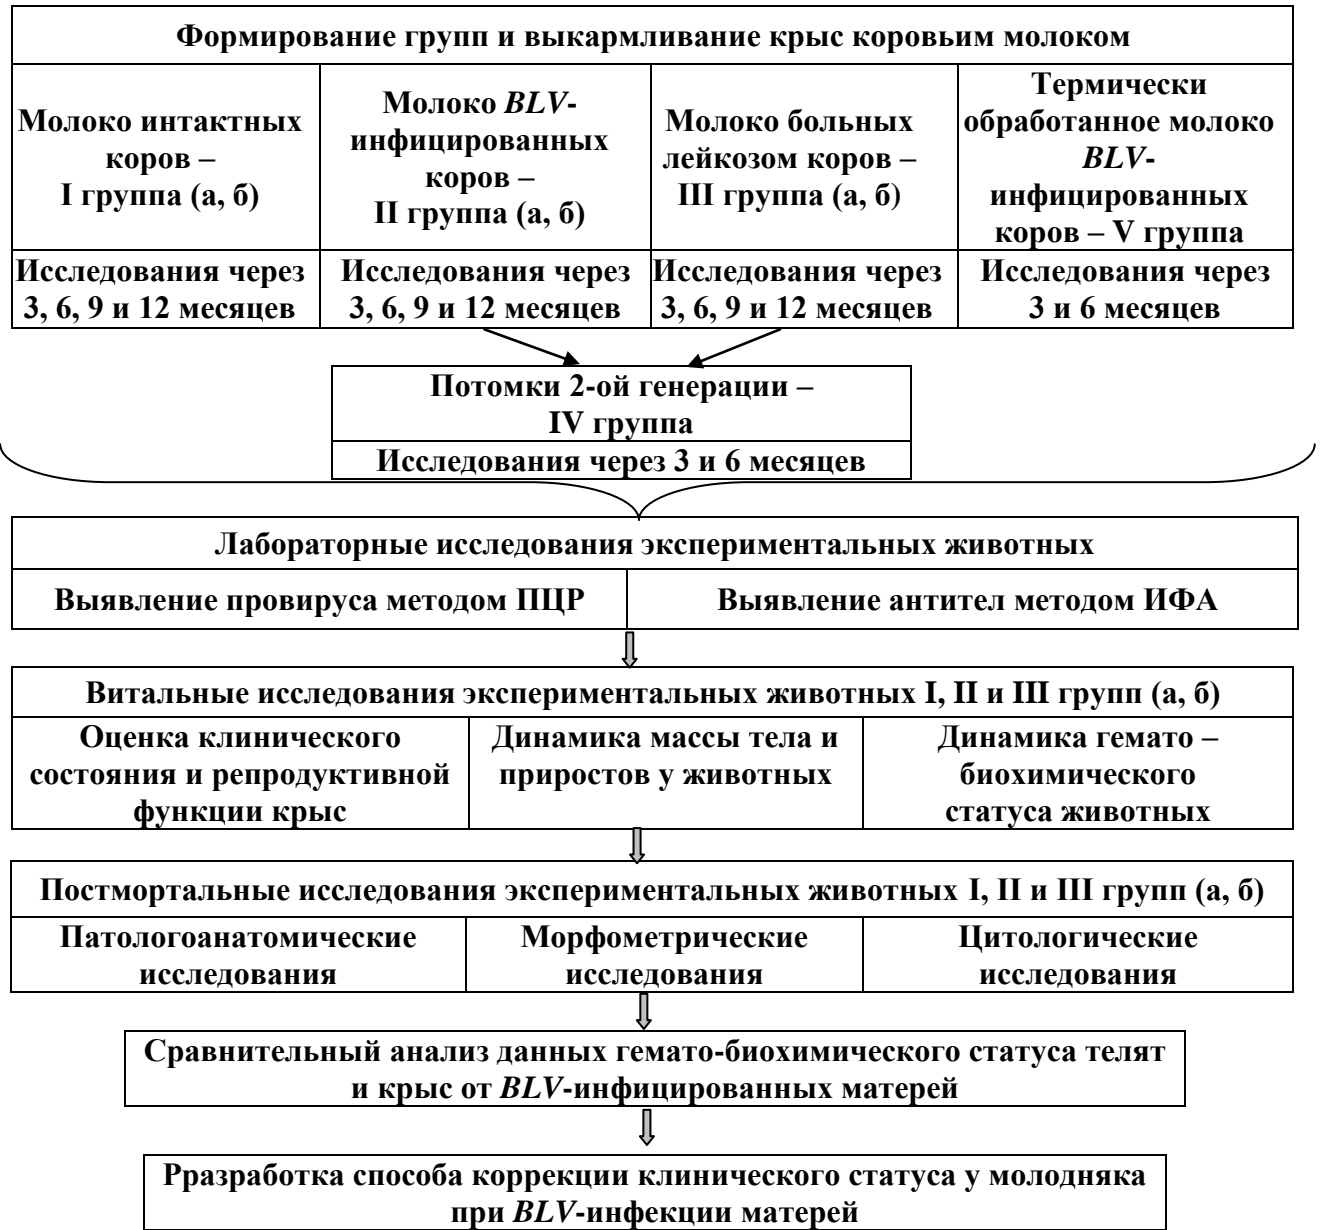 Формирование групп и выкармливание крыс коровьим молоком
Молоко интактных
коров –
I группа (а, б)
Молоко BLV-
инфицированных
коров –
II группа (а, б)
Молоко больных
лейкозом коров –
III группа (а, б)
Термически
обработанное молоко
BLV-
инфицированных
коров – V группа
Исследования через
3, 6, 9 и 12 месяцев
Исследования через
3, 6, 9 и 12 месяцев
Исследования через
3, 6, 9 и 12 месяцев
Исследования через
3 и 6 месяцев
Потомки 2-ой генерации –
IV группа
Исследования через 3 и 6 месяцев
Лабораторные исследования экспериментальных животных
Выявление провируса методом ПЦР
Выявление антител методом ИФА
Витальные исследования экспериментальных животных I, II и III групп (а, б)
Оценка клинического
состояния и репродуктивной
функции крыс
Динамика массы тела и
приростов у животных
Динамика гемато –
биохимического
статуса животных
Постмортальные исследования экспериментальных животных I, II и III групп (а, б)
Патологоанатомические
исследования
Морфометрические
исследования
Цитологические
исследования
Сравнительный анализ данных гемато-биохимического статуса телят
и крыс от BLV-инфицированных матерей
Рразработка способа коррекции клинического статуса у молодняка
при BLV-инфекции матерей